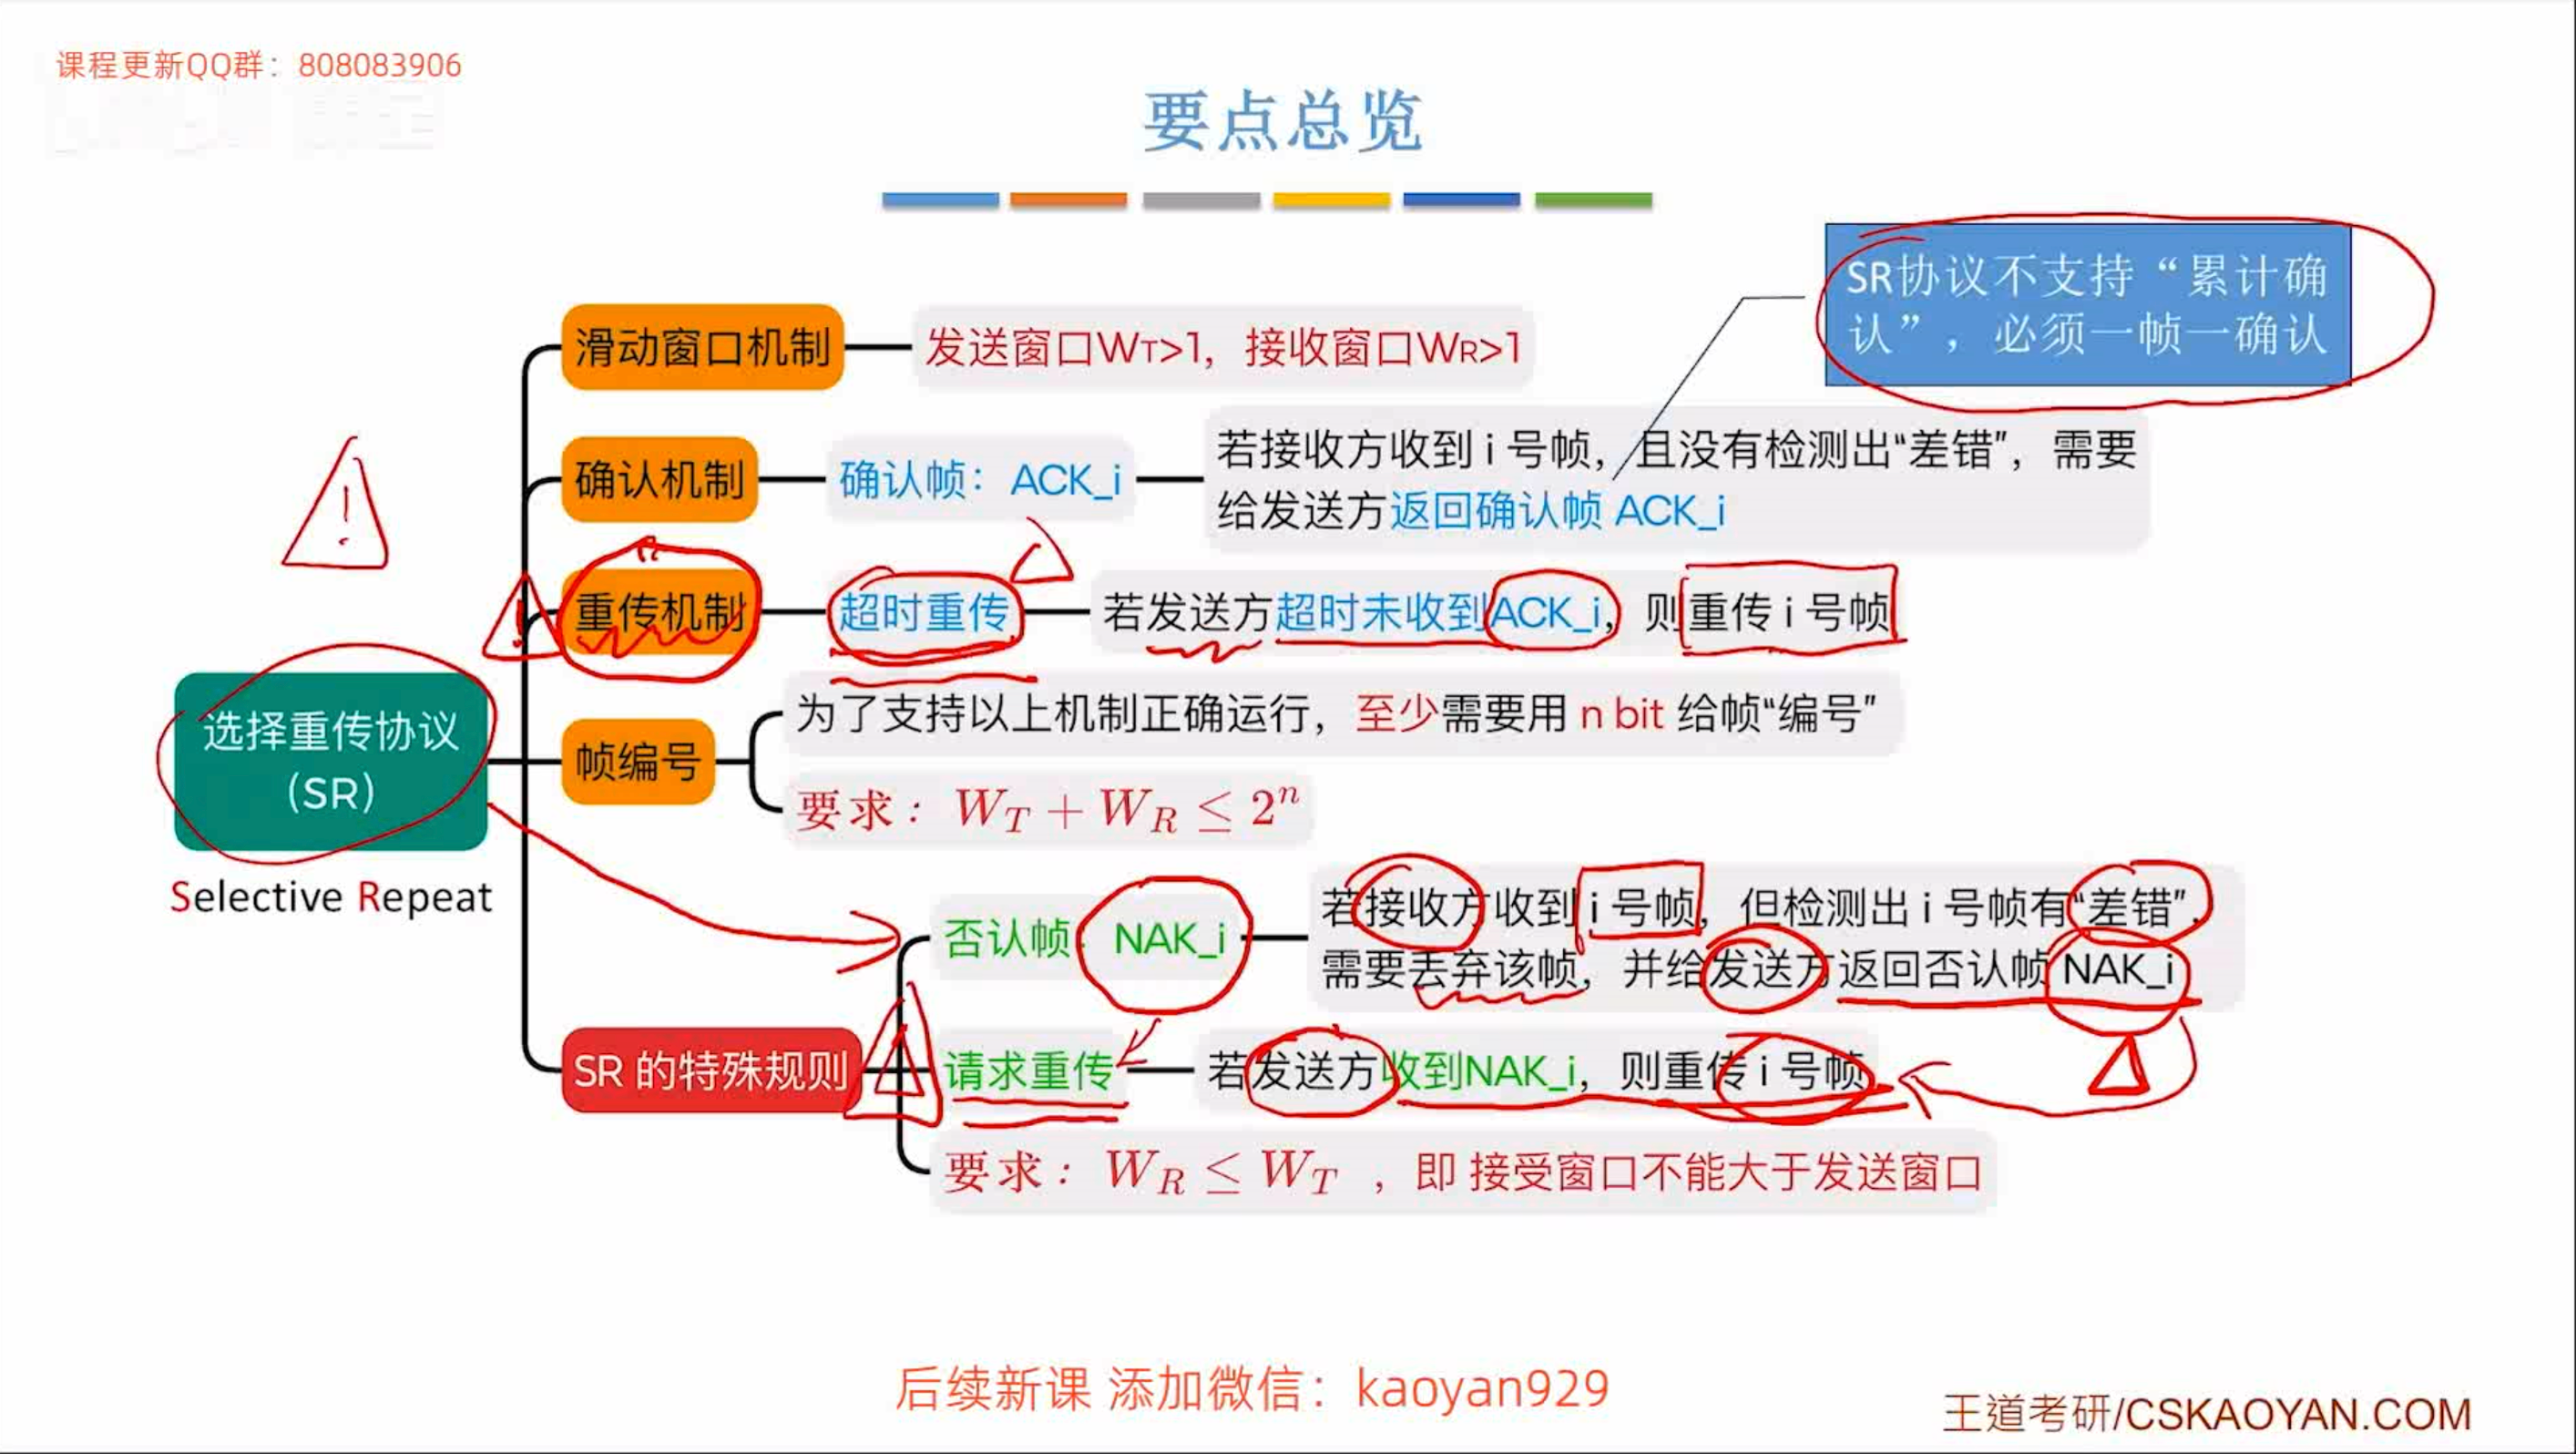 课程更新QQ群：808083906
要点总览
SR协议不支持“累计确
认”，必须一帧一确认
滑动窗口机制
发送窗口WT>1，接收窗口WR>1
确认机制
确认帧：ACK_i
若接收方收到 i 号帧，且没有检测出“差错”，需要
给发送方返回确认帧 ACK_i
重传机制
超时重传
若发送方超时未收到ACK_i，则重传 i 号帧
选择重传协议
（SR）
Selective Repeat
帧编号
为了支持以上机制正确运行，至少需要用 n bit 给帧“编号”
要求：W_T + W_R ≤ 2^n
SR 的特殊规则
否认帧：NAK_i
若接收方收到 i 号帧，但检测出 i 号帧有“差错”，
需要丢弃该帧，并给发送方返回否认帧 NAK_i
请求重传
若发送方收到NAK_i，则重传 i 号帧
要求：W_R ≤ W_T ，即 接受窗口不能大于发送窗口
后续新课 添加微信：kaoyan929
王道考研/CSKAOYAN.COM